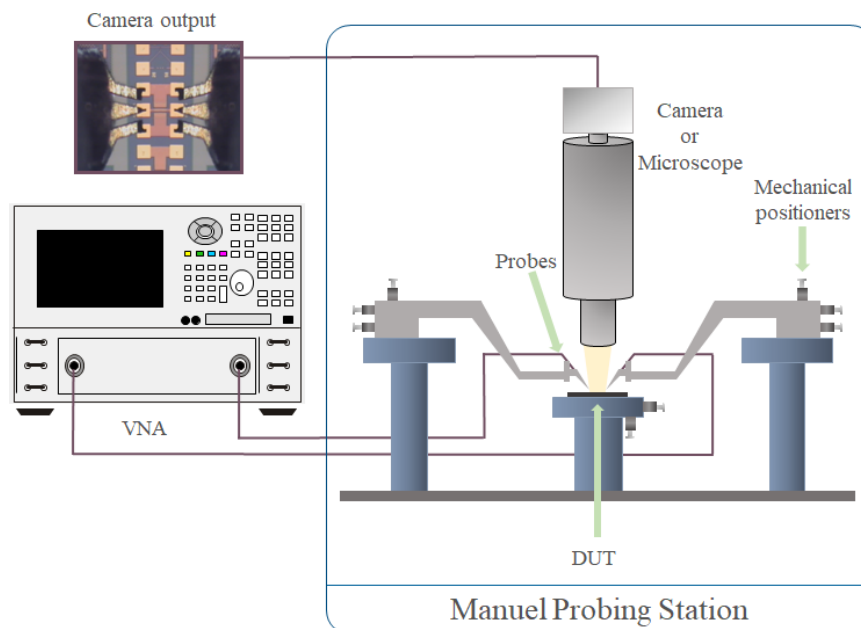 Camera output
Camera
or
Microscope
Mechanical
positioners
Probes
VNA
DUT
Manuel Probing Station